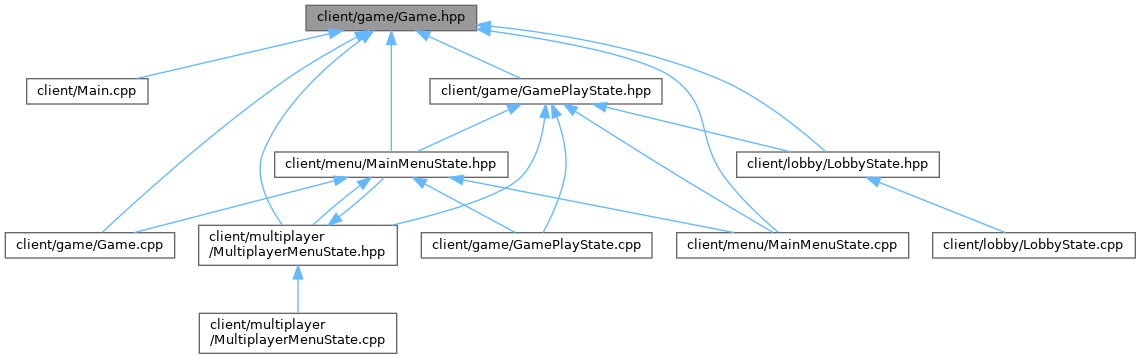 client/game/Game.hpp
client/Main.cpp
client/game/GamePlayState.hpp
client/menu/MainMenuState.hpp
client/lobby/LobbyState.hpp
client/game/Game.cpp
client/multiplayer
/MultiplayerMenuState.hpp
client/game/GamePlayState.cpp
client/menu/MainMenuState.cpp
client/lobby/LobbyState.cpp
client/multiplayer
/MultiplayerMenuState.cpp